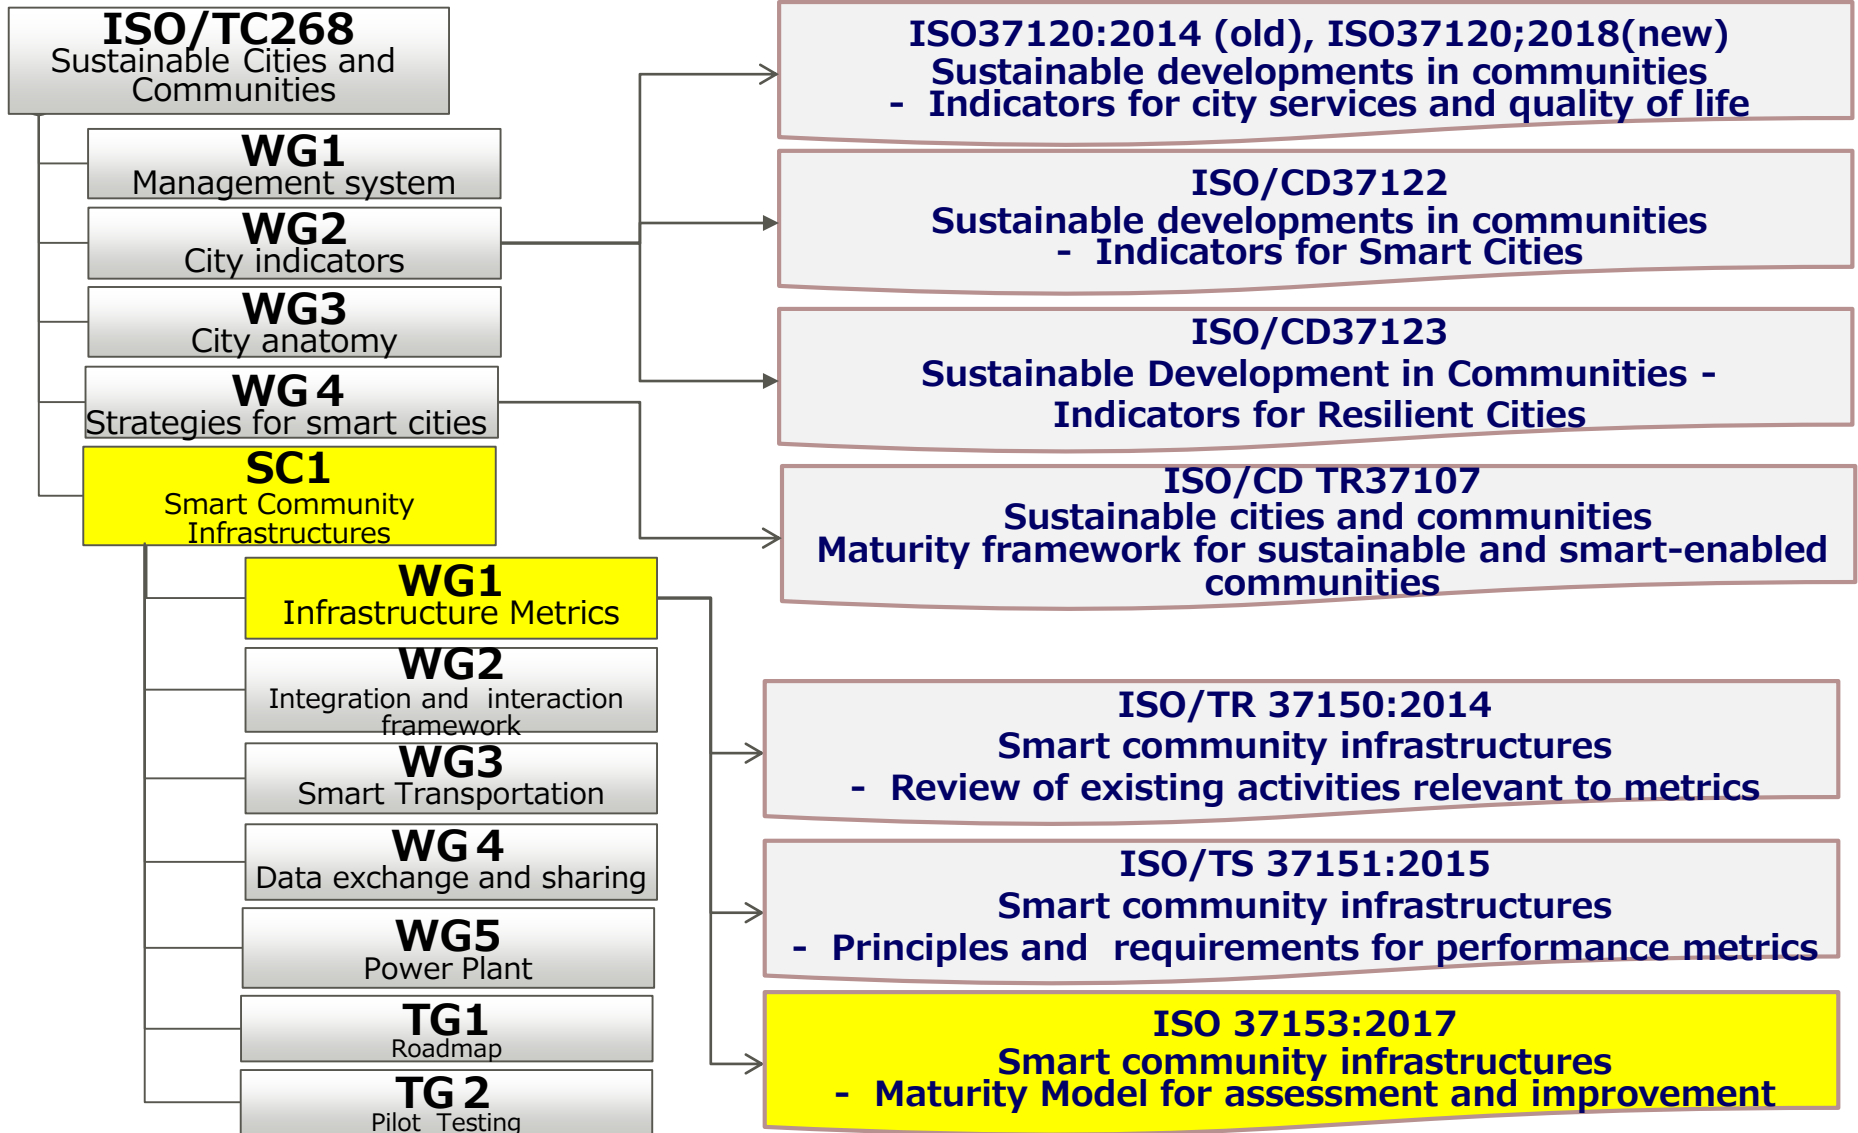 ISO/TC268
Sustainable Cities and
Communities
WG1
Management system
WG2
City indicators
WG3
City anatomy
WG 4
Strategies for smart cities
SC1
Smart Community
Infrastructures
WG1
Infrastructure Metrics
WG2
Integration and interaction
framework
WG3
Smart Transportation
WG 4
Data exchange and sharing
WG5
Power Plant
TG1
Roadmap
TG 2
Pilot Testing
ISO37120:2014 (old), ISO37120;2018(new)
Sustainable developments in communities
- Indicators for city services and quality of life
ISO/CD37122
Sustainable developments in communities
- Indicators for Smart Cities
ISO/CD37123
Sustainable Development in Communities -
Indicators for Resilient Cities
ISO/CD TR37107
Sustainable cities and communities
Maturity framework for sustainable and smart-enabled
communities
ISO/TR 37150:2014
Smart community infrastructures
- Review of existing activities relevant to metrics
ISO/TS 37151:2015
Smart community infrastructures
- Principles and requirements for performance metrics
ISO 37153:2017
Smart community infrastructures
- Maturity Model for assessment and improvement